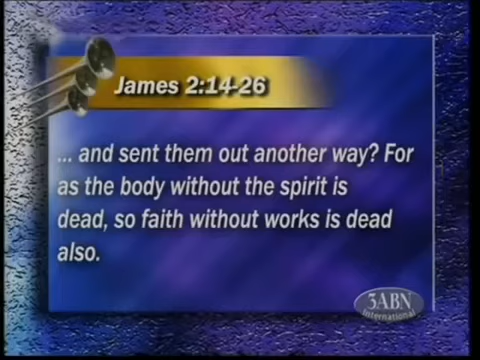 James 2:14-26
... and sent them out another way? For
as the body without the spirit is
dead, so faith without works is dead
also.
3ABN
International